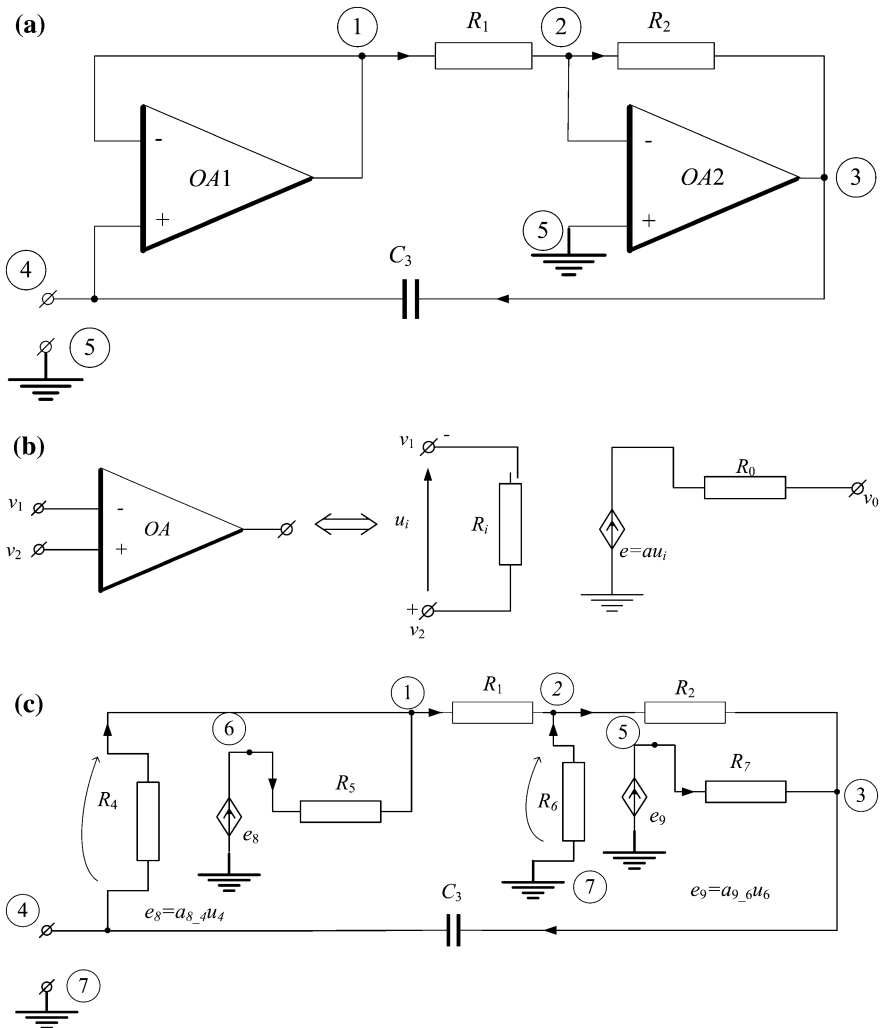 (a)
1
R1
2
R2
-
OA1
+
-
OA2
+
3
5
4
C3
5
(b)
v1
v2
-
OA
+
v1 -
ui
Ri
+
v2
R0
v0
e=aui
(c)
1
R1
2
R2
6
5
R4
R5
R6
R7
3
e8
e9
4
e8=a8_4u4
C3
7
e9=a9_6u6
7